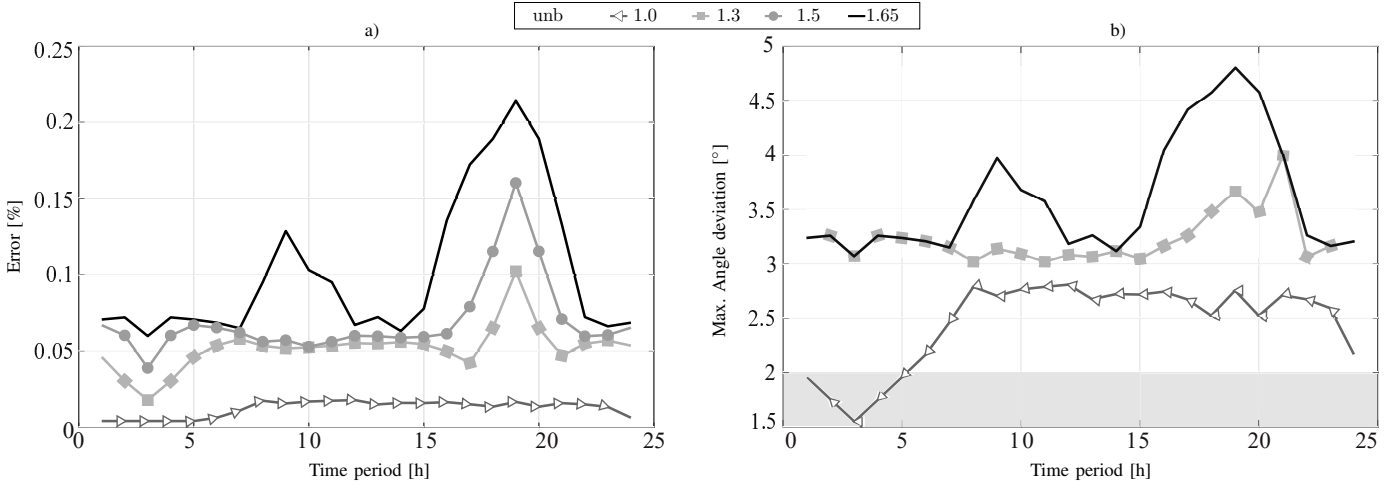 unb 1.0 1.3 1.5 1.65
a)
0.25
0.2
0.15
0.1
0.05
0
Error [%]
0 5 10 15 20 25
Time period [h]
b)
5
4.5
4
3.5
3
2.5
2
1.5
Max. Angle deviation [°]
0 5 10 15 20 25
Time period [h]